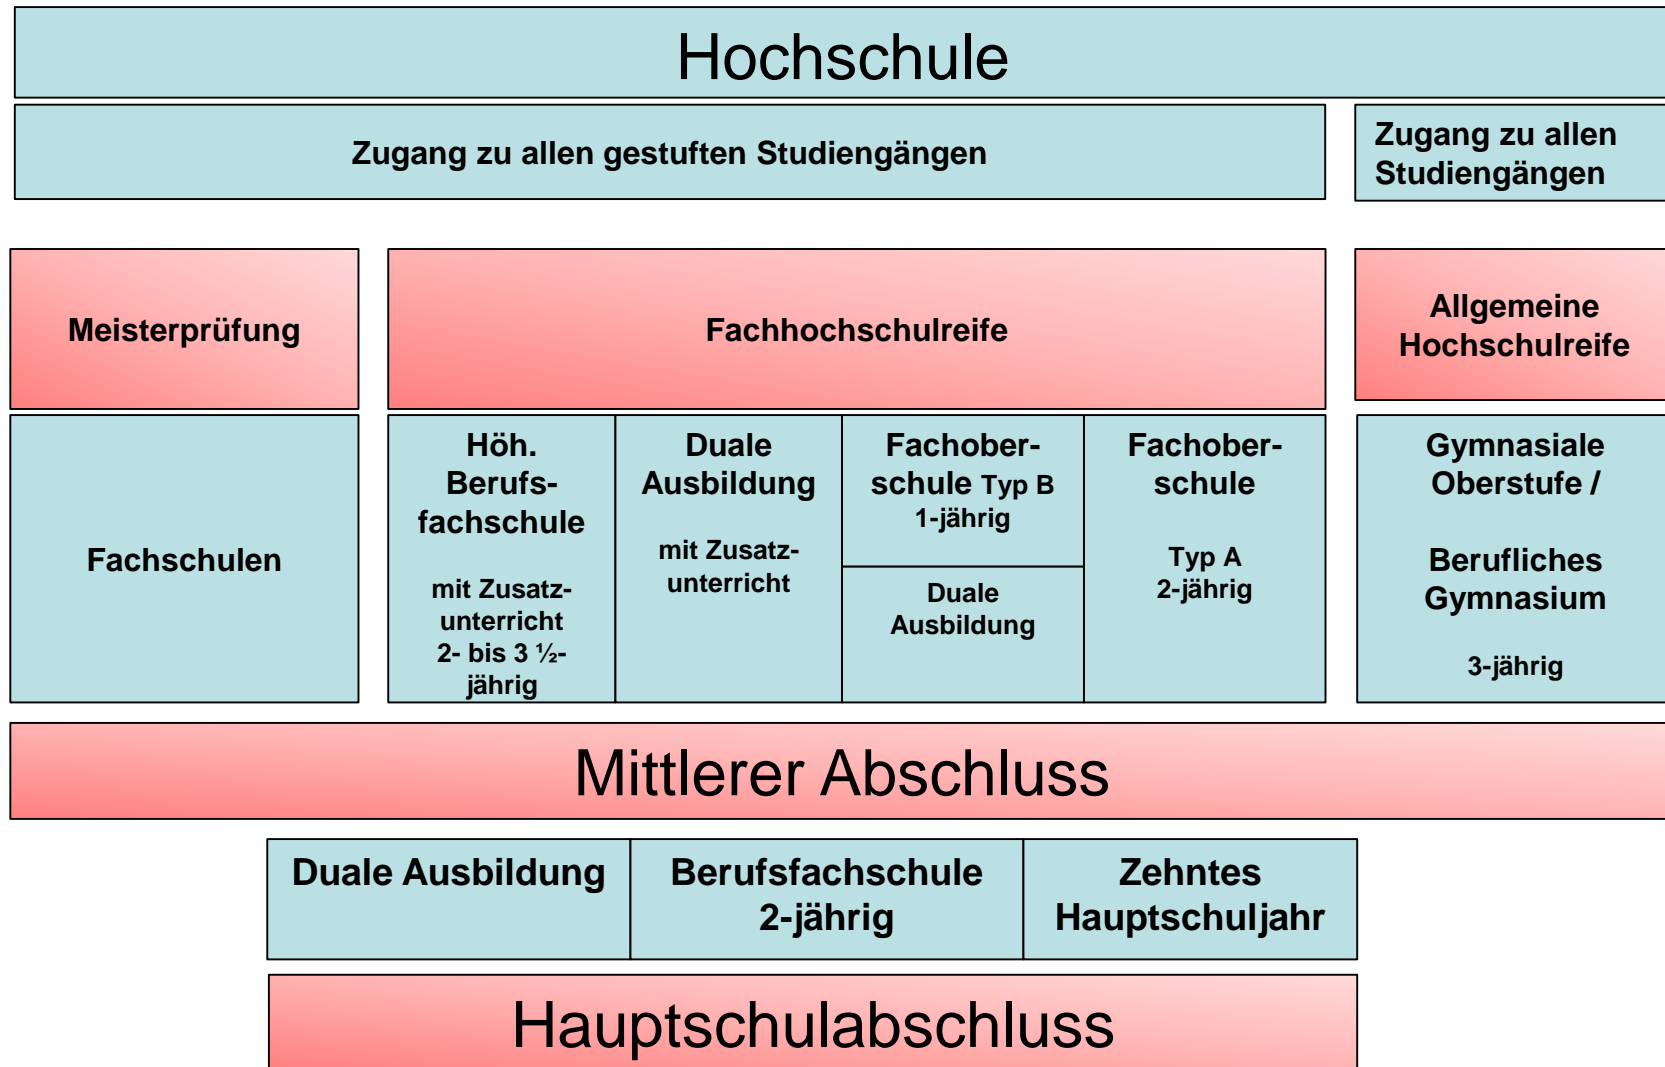 Hochschule
Zugang zu allen gestuften Studiengängen
Zugang zu allen
Studiengängen
Meisterprüfung
Fachhochschulreife
Allgemeine
Hochschulreife
Fachschulen
Höh.
Berufs-
fachschule
mit Zusatz-
unterricht
2- bis 3 ½-
jährig
Duale
Ausbildung
mit Zusatz-
unterricht
Fachober-
schule Typ B
1-jährig
Duale
Ausbildung
Fachober-
schule
Typ A
2-jährig
Gymnasiale
Oberstufe /
Berufliches
Gymnasium
3-jährig
Mittlerer Abschluss
Duale Ausbildung
Berufsfachschule
2-jährig
Zehntes
Hauptschuljahr
Hauptschulabschluss